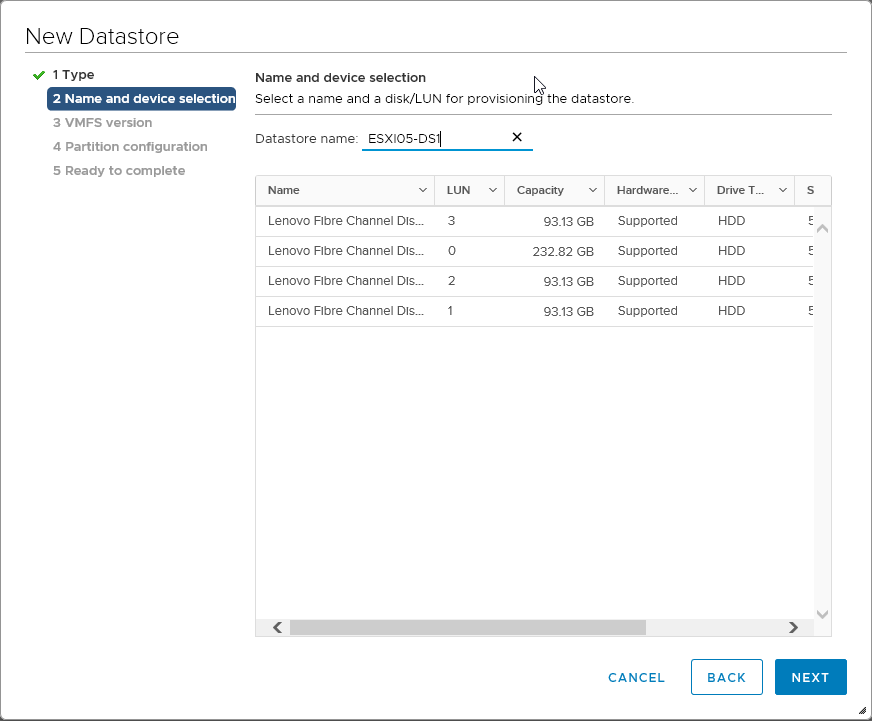 New Datastore
1 Type
2 Name and device selection
3 VMFS version
4 Partition configuration
5 Ready to complete
Name and device selection
Select a name and a disk/LUN for provisioning the datastore.
Datastore name: ESXI05-DS1
Name LUN Capacity Hardware... Drive T... S
Lenovo Fibre Channel Dis... 3 93.13 GB Supported HDD 5
Lenovo Fibre Channel Dis... 0 232.82 GB Supported HDD 5
Lenovo Fibre Channel Dis... 2 93.13 GB Supported HDD 5
Lenovo Fibre Channel Dis... 1 93.13 GB Supported HDD 5
CANCEL BACK NEXT